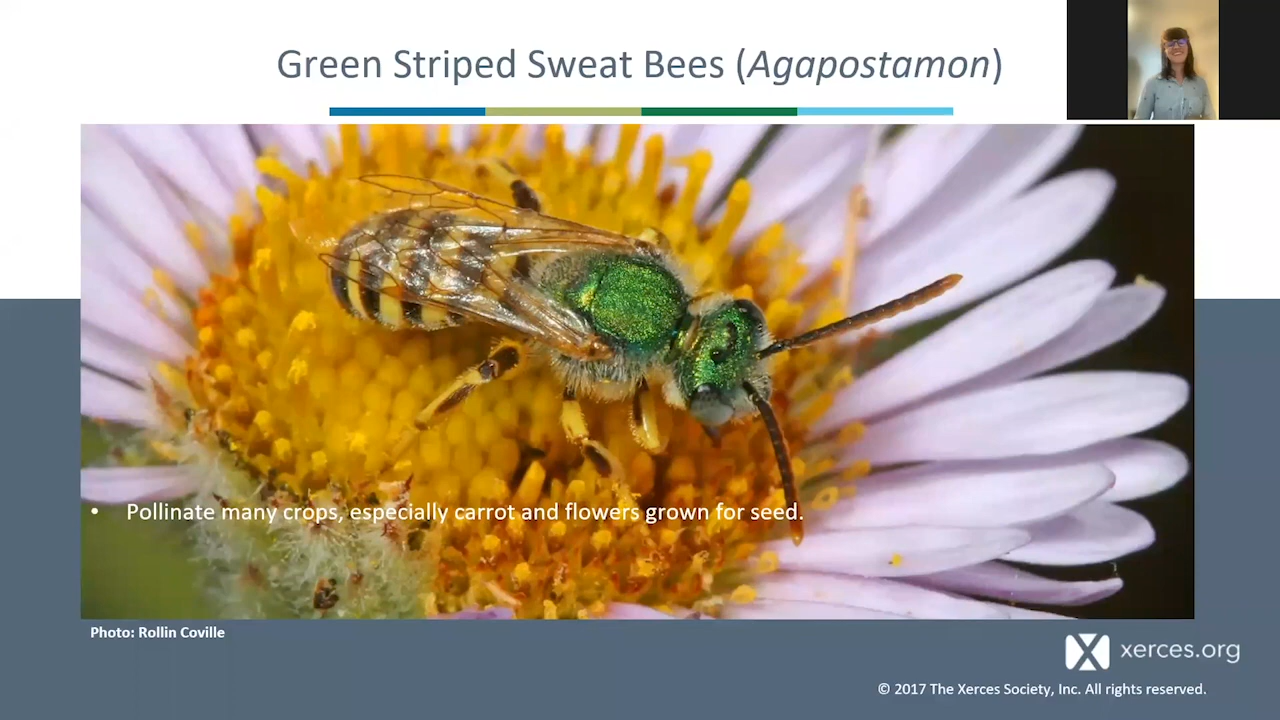 Green Striped Sweat Bees (Agapostamon)
• Pollinate many crops, especially carrot and flowers grown for seed.
Photo: Rollin Coville
xerces.org
© 2017 The Xerces Society, Inc. All rights reserved.